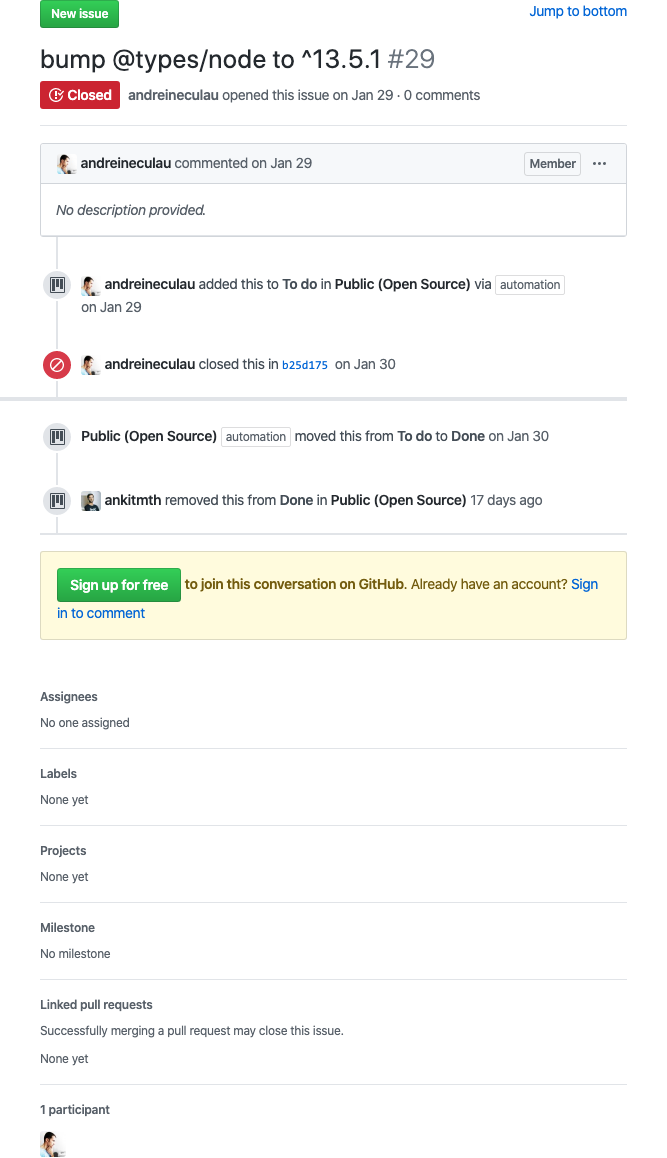 New issue
Jump to bottom
bump @types/node to ^13.5.1 #29
Closed andreineculau opened this issue on Jan 29 · 0 comments
andreineculau commented on Jan 29 Member ···
No description provided.
andreineculau added this to To do in Public (Open Source) via automation
on Jan 29
andreineculau closed this in b25d175 on Jan 30
Public (Open Source) automation moved this from To do to Done on Jan 30
ankitmth removed this from Done in Public (Open Source) 17 days ago
Sign up for free to join this conversation on GitHub. Already have an account? Sign
in to comment
Assignees
No one assigned
Labels
None yet
Projects
None yet
Milestone
No milestone
Linked pull requests
Successfully merging a pull request may close this issue.
None yet
1 participant